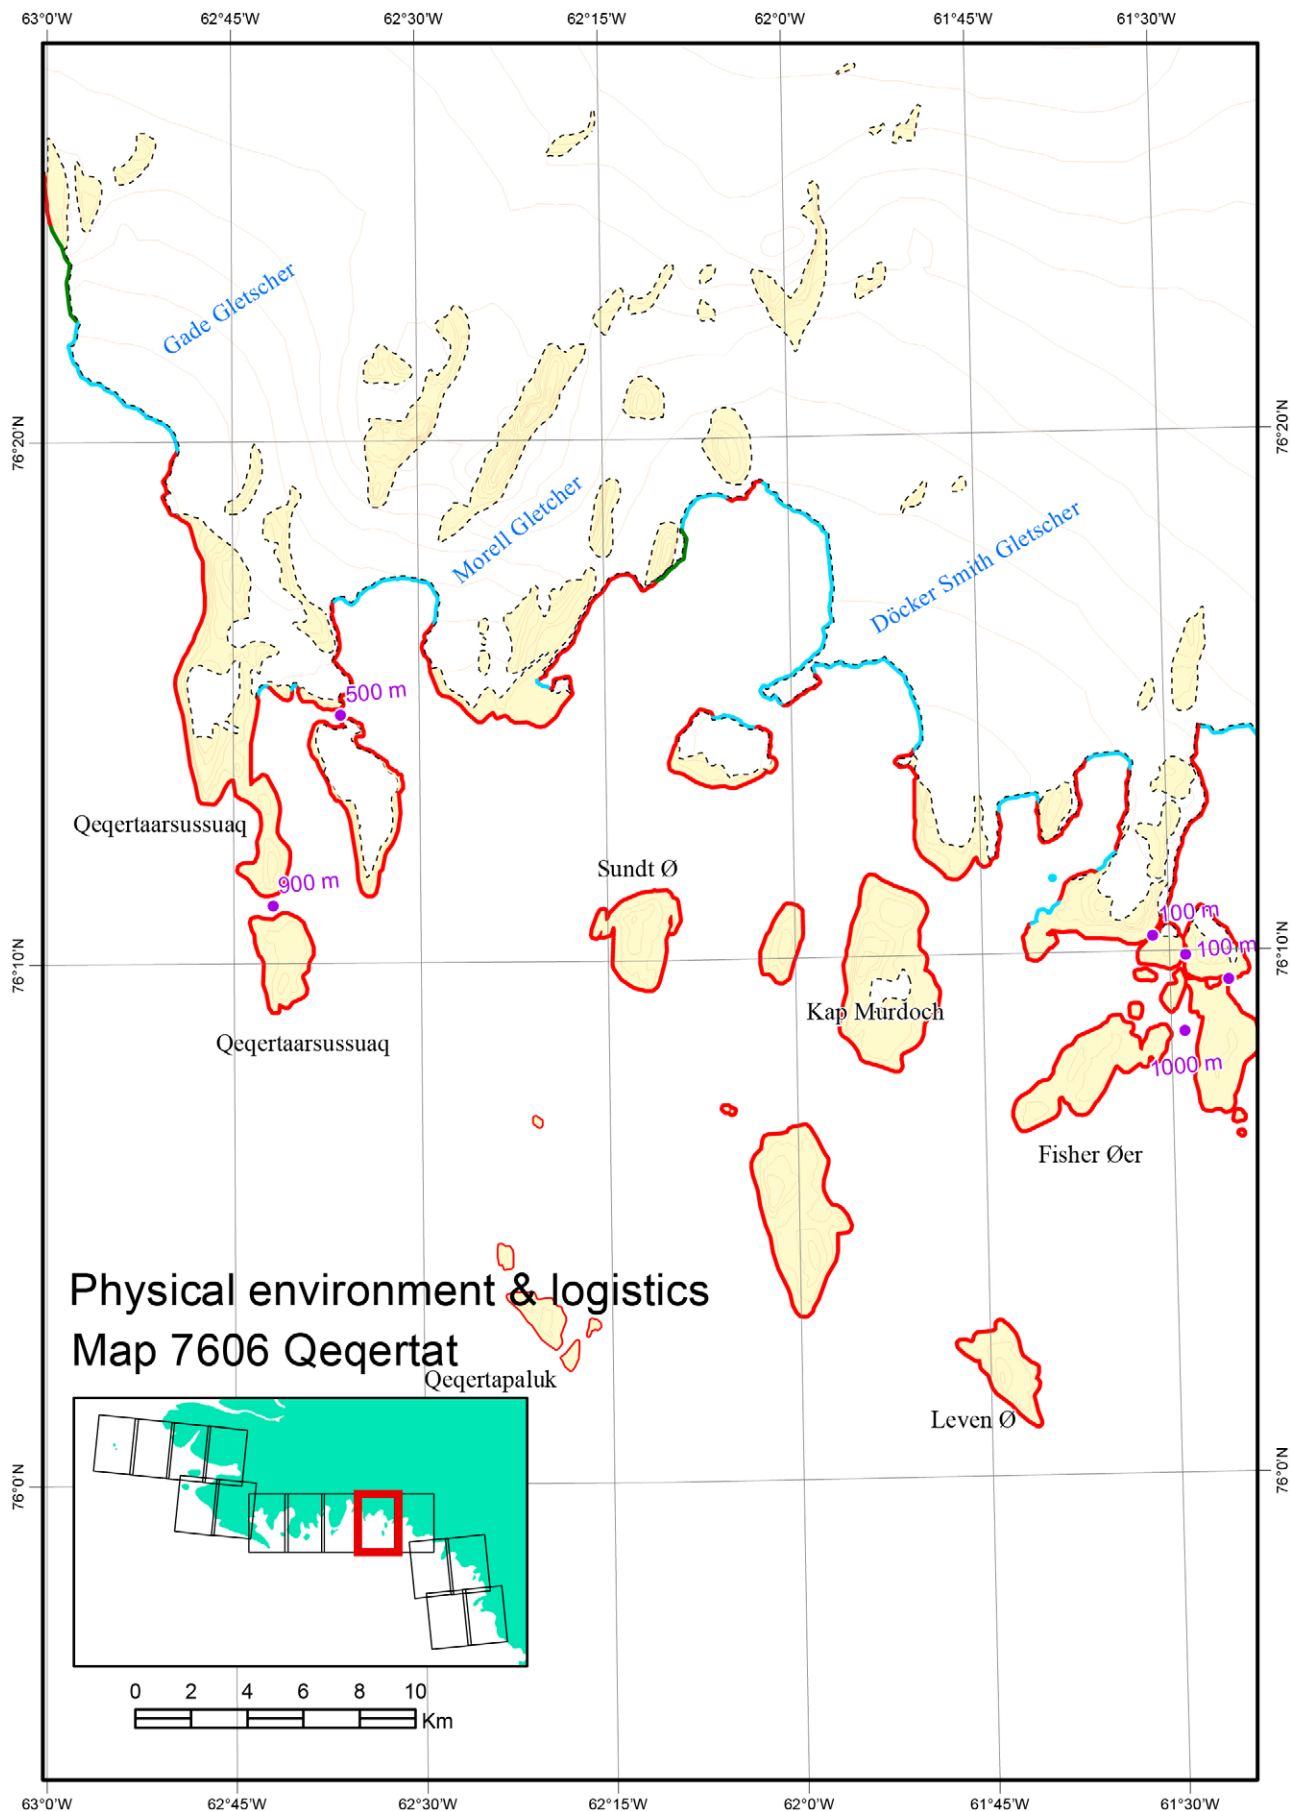 63°0'W 62°45'W 62°30'W 62°15'W 62°0'W 61°45'W 61°30'W
Gade Gletscher
76°20'N
76°20'N
Morell Gletcher
Döcker Smith Gletscher
500 m
Qeqertaarsussuaq
Sundt Ø
900 m
100 m
100 m
76°10'N
76°10'N
Kap Murdoch
Qeqertaarsussuaq
1000 m
Fisher Øer
Physical environment & logistics
Map 7606 Qeqertat
Qeqertapaluk
Leven Ø
76°0'N
76°0'N
0 2 4 6 8 10
Km
63°0'W 62°45'W 62°30'W 62°15'W 62°0'W 61°45'W 61°30'W